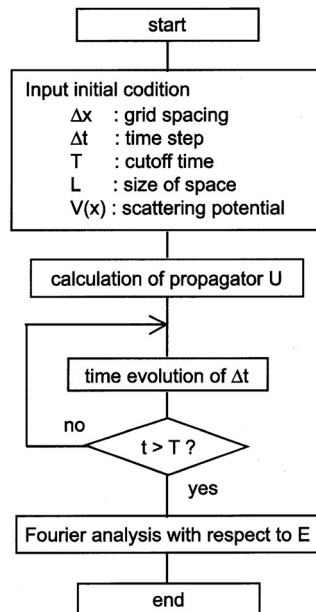 start
Input initial codition
Δx : grid spacing
Δt : time step
T : cutoff time
L : size of space
V(x) : scattering potential
calculation of propagator U
time evolution of Δt
no
t > T ?
yes
Fourier analysis with respect to E
end